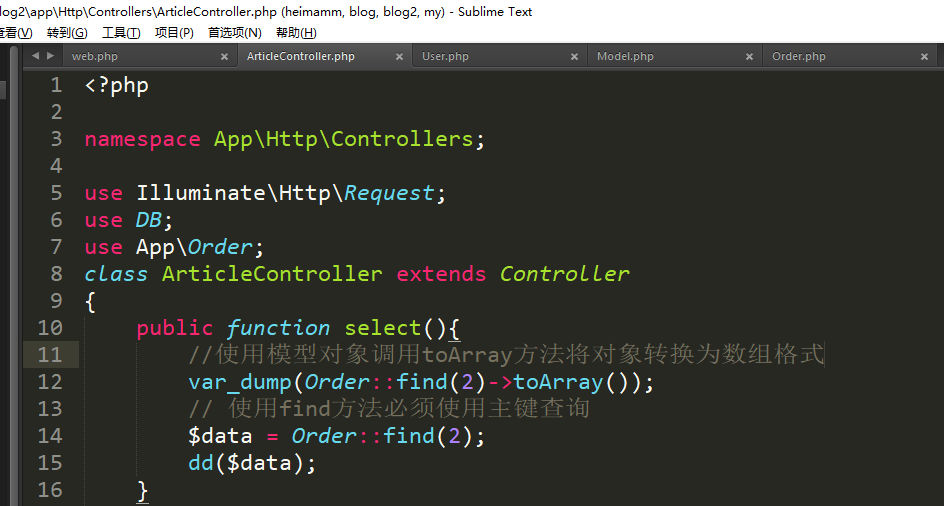 log2\app\Http\Controllers\ArticleController.php (heimamm, blog, blog2, my) - Sublime Text
查看(V) 转到(G) 工具(T) 项目(P) 首选项(N) 帮助(H)
web.php × ArticleController.php × User.php × Model.php × Order.php ×
1 <?php
2
3 namespace App\Http\Controllers;
4
5 use Illuminate\Http\Request;
6 use DB;
7 use App\Order;
8 class ArticleController extends Controller
9 {
10 public function select(){
11 //使用模型对象调用toArray方法将对象转换为数组格式
12 var_dump(Order::find(2)->toArray());
13 // 使用find方法必须使用主键查询
14 $data = Order::find(2);
15 dd($data);
16 }